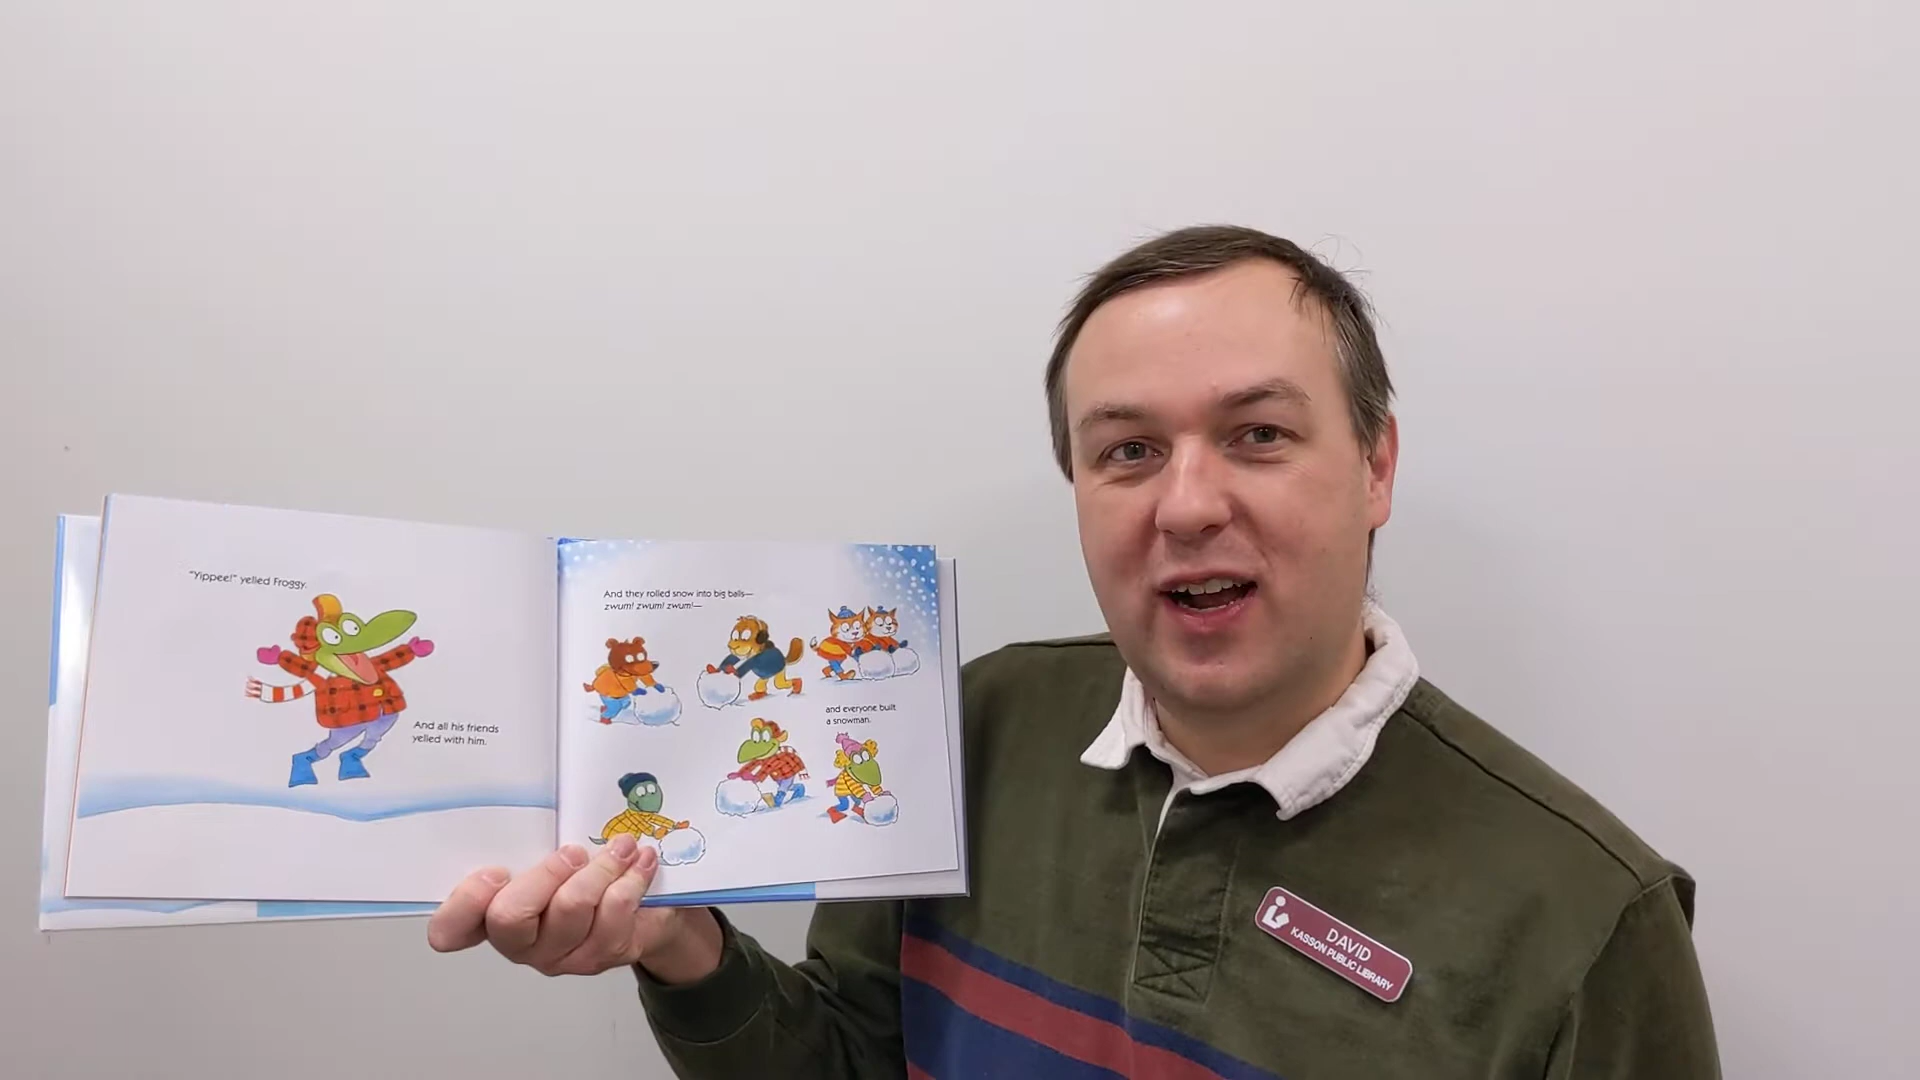 "Yippee!" yelled Froggy.
And all his friends
yelled with him.
And they rolled snow into big balls—
zwum! zwum! zwum!—
and everyone built
a snowman.
DAVID
KASSON PUBLIC LIBRARY